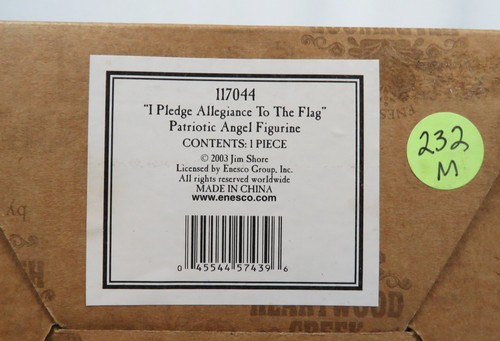 117044
"I Pledge Allegiance To The Flag"
Patriotic Angel Figurine
CONTENTS: 1 PIECE
© 2003 Jim Shore
Licensed by Enesco Group, Inc.
All rights reserved worldwide
MADE IN CHINA
www.enesco.com
0 45544 57439 6
232
M
by
HEARTWOOD
CREEK